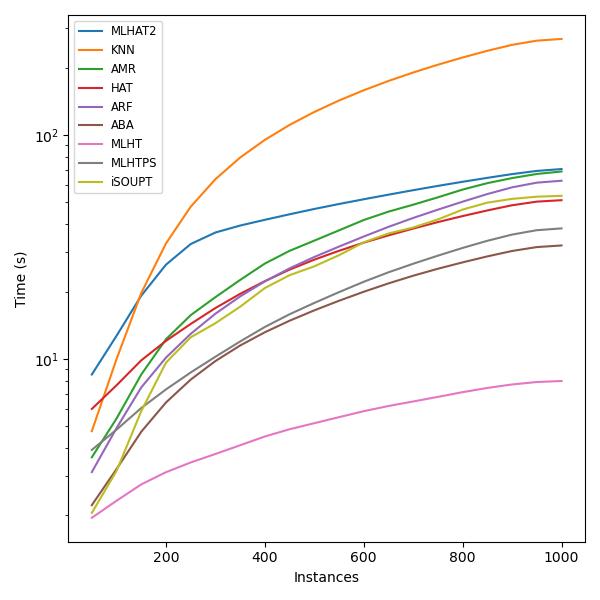 MLHAT2
KNN
AMR
HAT
ARF
ABA
MLHT
MLHTPS
iSOUPT
10²
10¹
Time (s)
200 400 600 800 1000
Instances